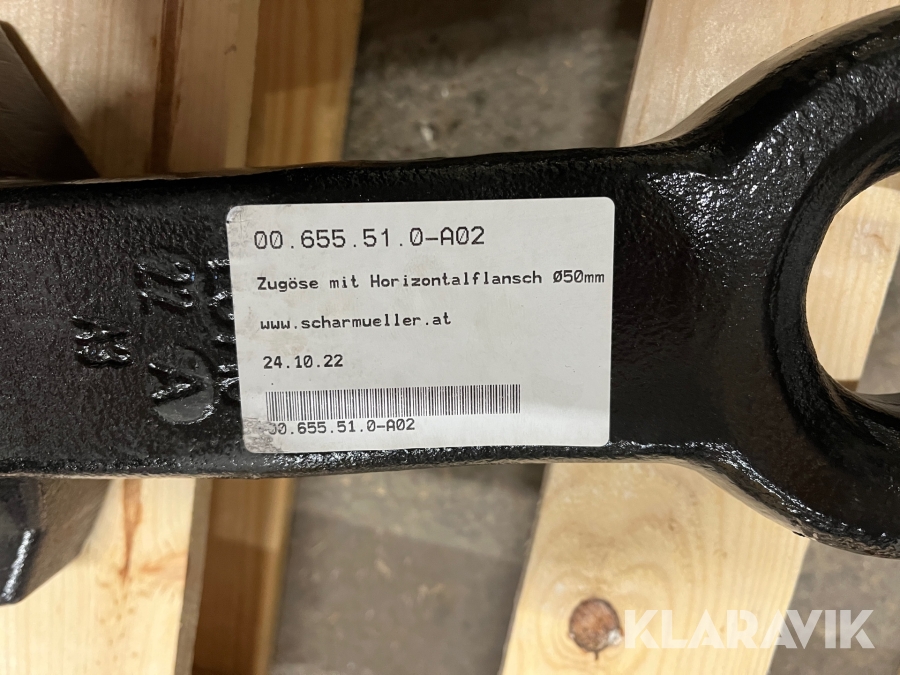 00.655.51.0-A02
Zugöse mit Horizontalflansch Ø50mm
www.scharmueller.at
24.10.22
00.655.51.0-A02
KLARAVIK